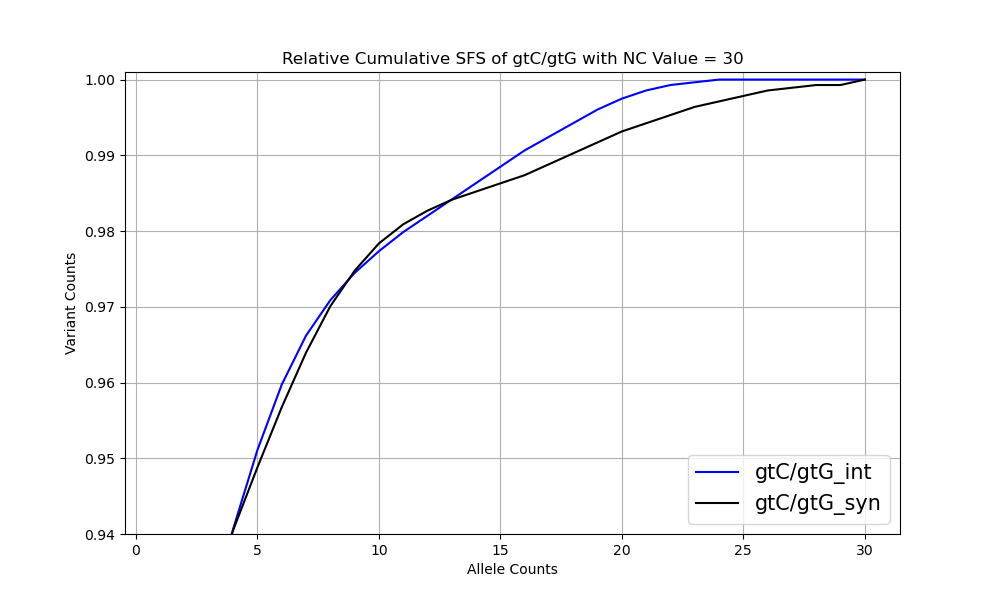 Relative Cumulative SFS of gtC/gtG with NC Value = 30
1.00
0.99
0.98
0.97
0.96
0.95
0.94
Variant Counts
0 5 10 15 20 25 30
Allele Counts
gtC/gtG_int
gtC/gtG_syn